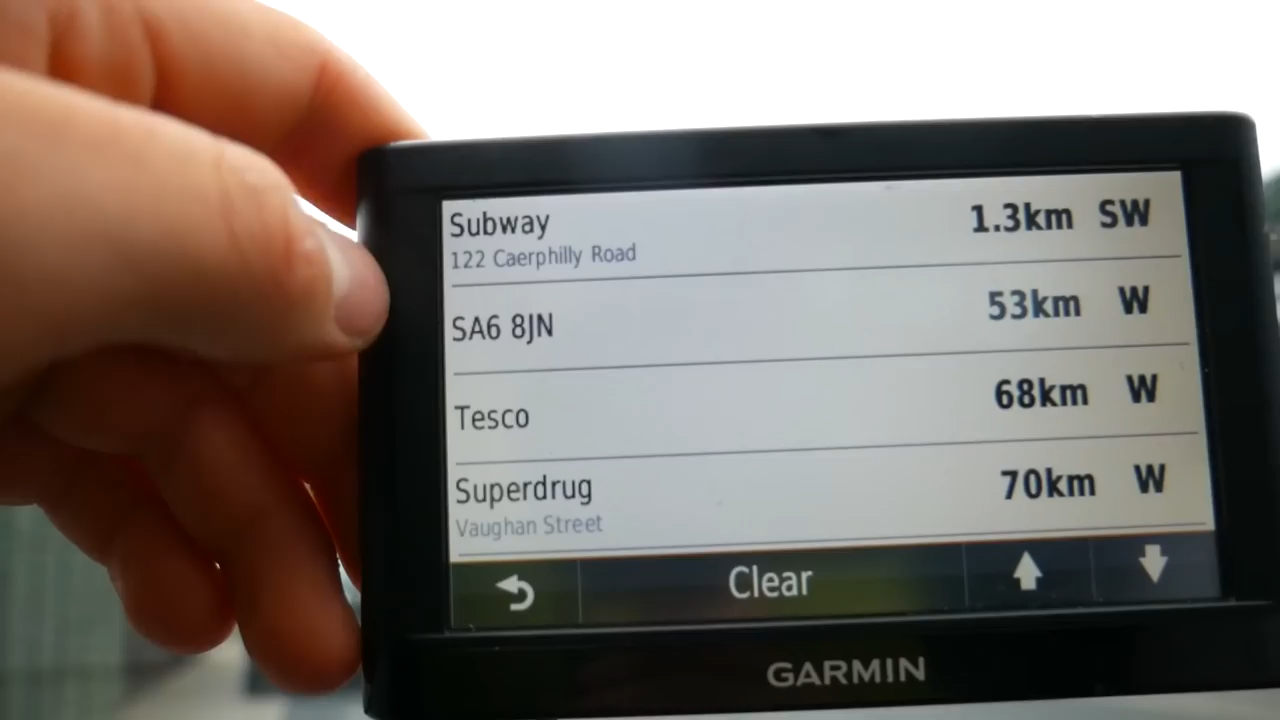 Subway
1.3km SW
122 Caerphilly Road
SA6 8JN
53km W
Tesco
68km W
Superdrug
70km W
Vaughan Street
Clear
GARMIN